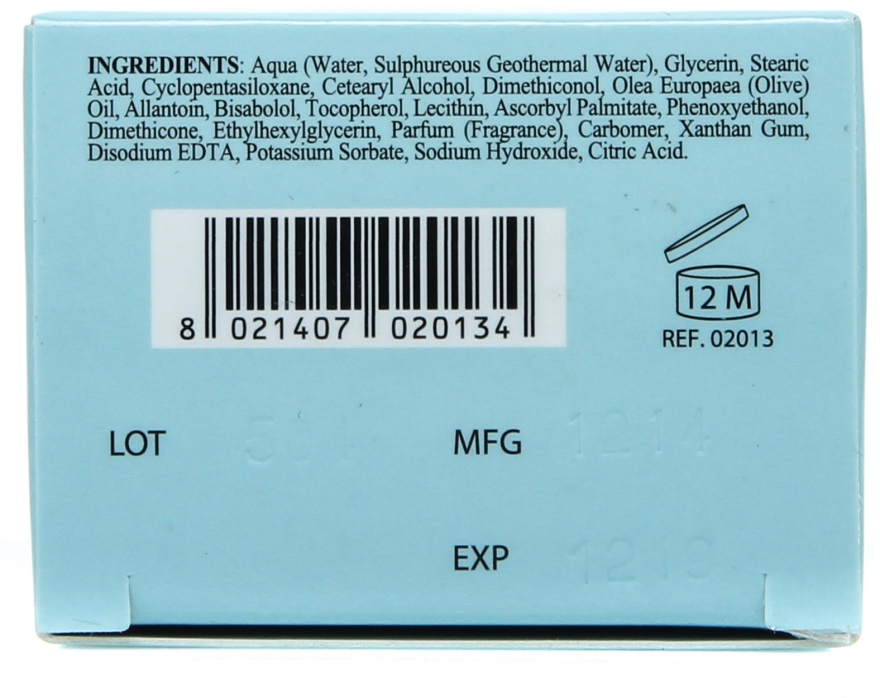 INGREDIENTS: Aqua (Water, Sulphureous Geothermal Water), Glycerin, Stearic
Acid, Cyclopentasiloxane, Cetearyl Alcohol, Dimethiconol, Olea Europaea (Olive)
Oil, Allantoin, Bisabolol, Tocopherol, Lecithin, Ascorbyl Palmitate, Phenoxyethanol,
Dimethicone, Ethylhexylglycerin, Parfum (Fragrance), Carbomer, Xanthan Gum,
Disodium EDTA, Potassium Sorbate, Sodium Hydroxide, Citric Acid.
8 021407 020134
12 M
REF. 02013
LOT
MFG 1214
EXP